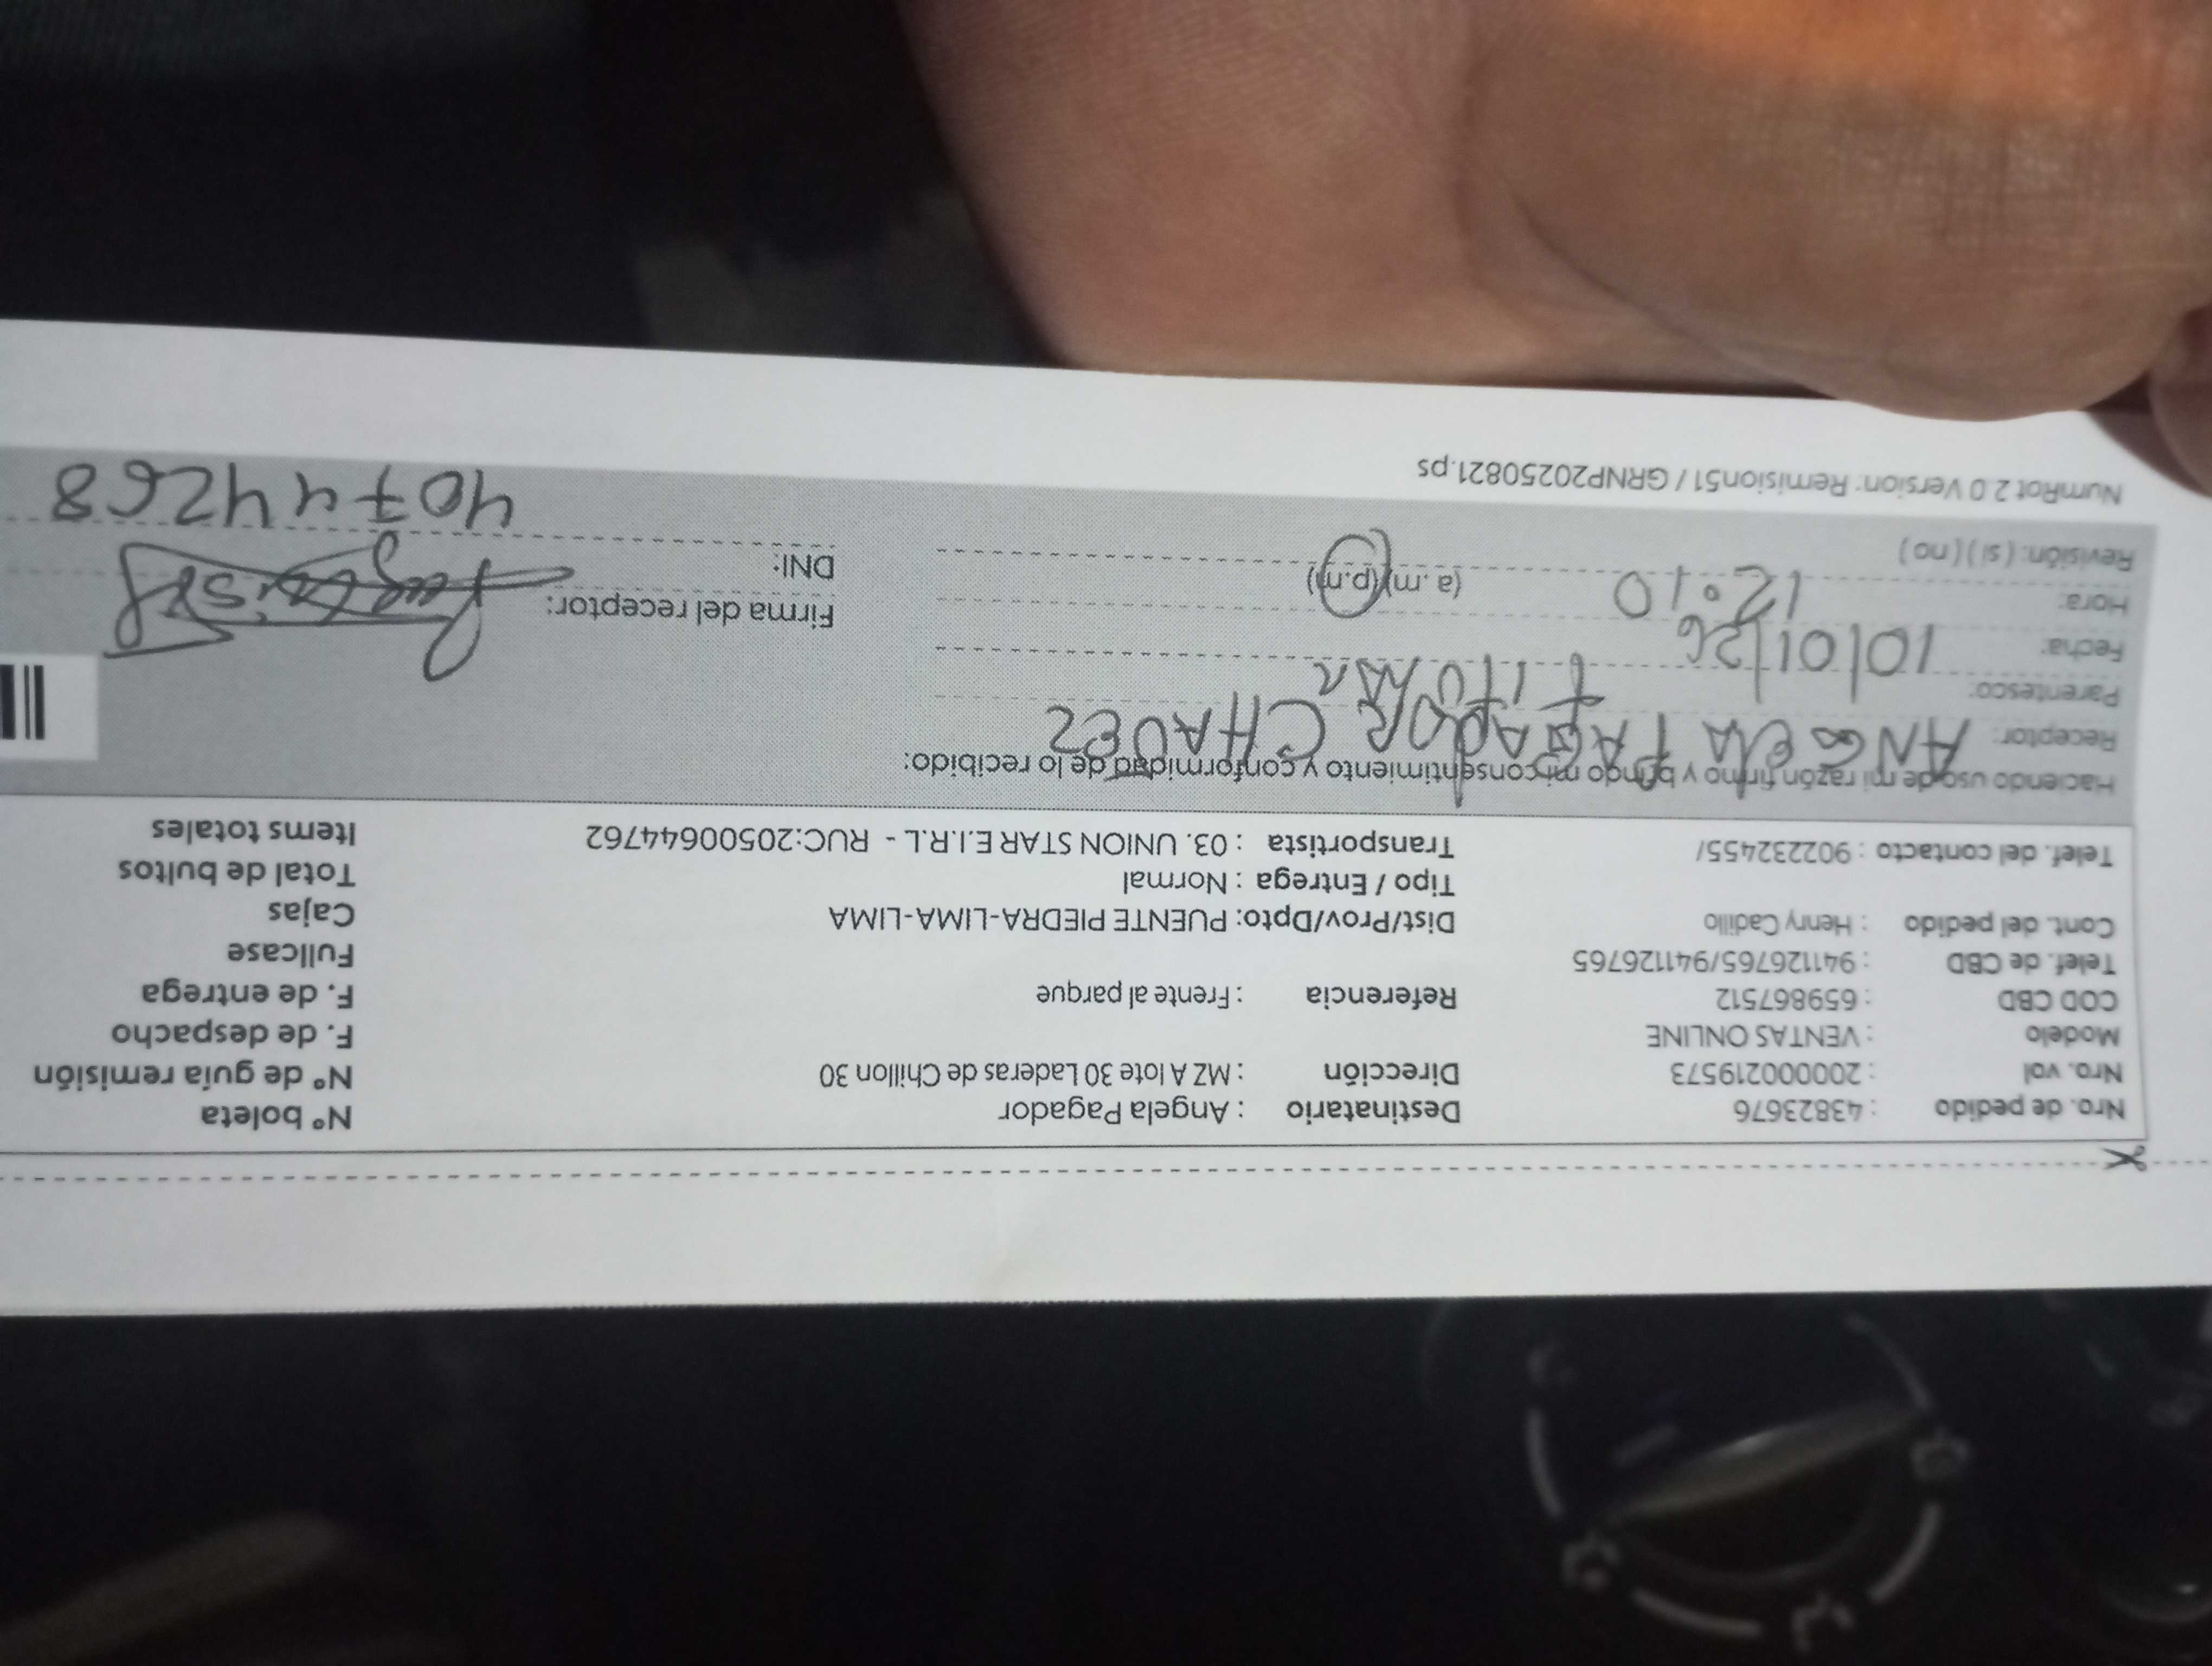 Nro. de pedido : 43823676 Destinatario : Angela Pagador Nº boleta
Nro. vol : 200000219573 Dirección : MZ A lote 30 Laderas de Chillon 30 Nº de guía remisión
Modelo : VENTAS ONLINE F. de despacho
COD CBD : 659867512 Referencia : Frente al parque F. de entrega
Telef. de CBD : 941126765/941126765 Fullcase
Cont. del pedido : Henry Cadillo Dist/Prov/Dpto: PUENTE PIEDRA-LIMA-LIMA Cajas
Tipo / Entrega : Normal Total de bultos
Telef. del contacto : 902232455/ Transportista : 03. UNION STAR E.I.R.L - RUC:20500644762 Items totales
Haciendo uso de mi razón firmo y brindo mi consentimiento y conformidad de lo recibido:
Receptor: ANGELA PAGADOR CHAVEZ
Parentesco: TITULAR
Fecha: 10/01/26 Firma del receptor:
Hora: 12:10 (a .m)(p.m) DNI: 40744268
Revisión: ( si ) ( no )
NumRot 2 0 Version: Remision51 / GRNP20250821.ps